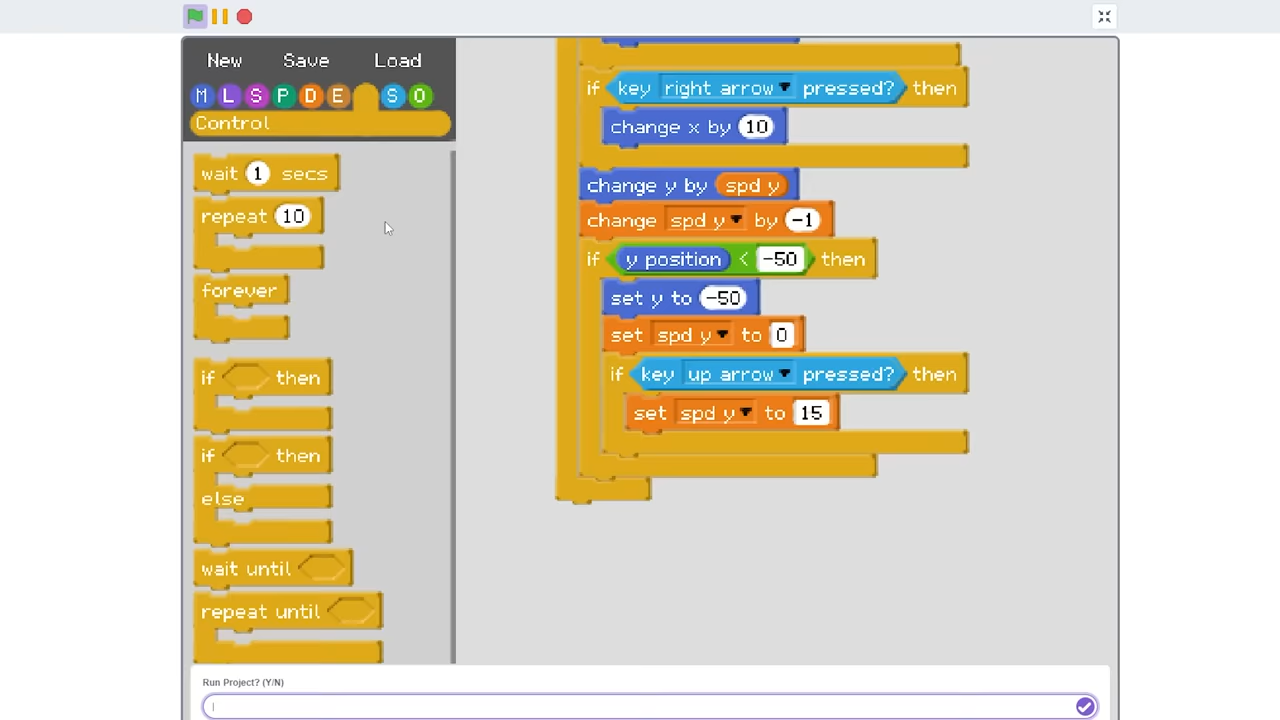 New Save Load
M L S P D E S O
Control
wait 1 secs
repeat 10
forever
if then
if then
else
wait until
repeat until
if key right arrow pressed? then
change x by 10
change y by spd y
change spd y by -1
if y position < -50 then
set y to -50
set spd y to 0
if key up arrow pressed? then
set spd y to 15
Run Project? (Y/N)